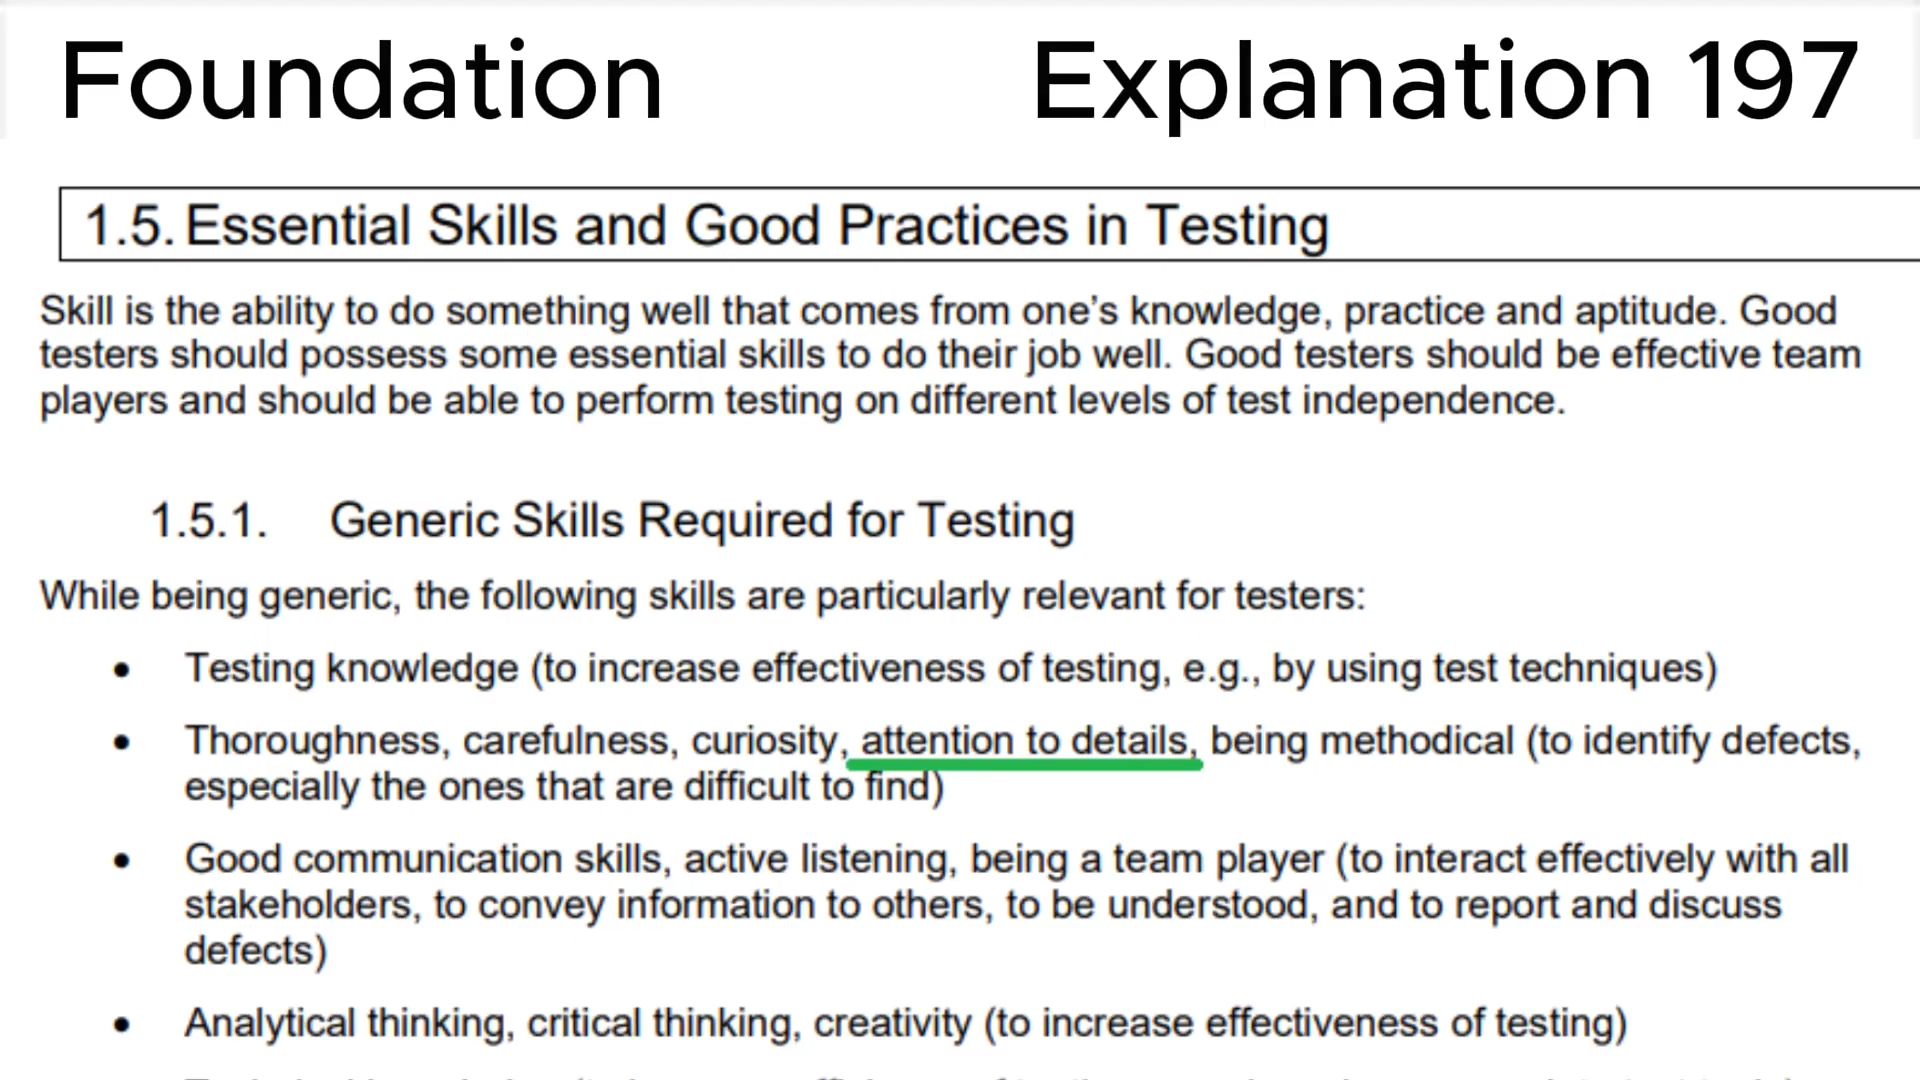 Foundation Explanation 197
1.5. Essential Skills and Good Practices in Testing
Skill is the ability to do something well that comes from one’s knowledge, practice and aptitude. Good
testers should possess some essential skills to do their job well. Good testers should be effective team
players and should be able to perform testing on different levels of test independence.
1.5.1. Generic Skills Required for Testing
While being generic, the following skills are particularly relevant for testers:
• Testing knowledge (to increase effectiveness of testing, e.g., by using test techniques)
• Thoroughness, carefulness, curiosity, attention to details, being methodical (to identify defects,
especially the ones that are difficult to find)
• Good communication skills, active listening, being a team player (to interact effectively with all
stakeholders, to convey information to others, to be understood, and to report and discuss
defects)
• Analytical thinking, critical thinking, creativity (to increase effectiveness of testing)